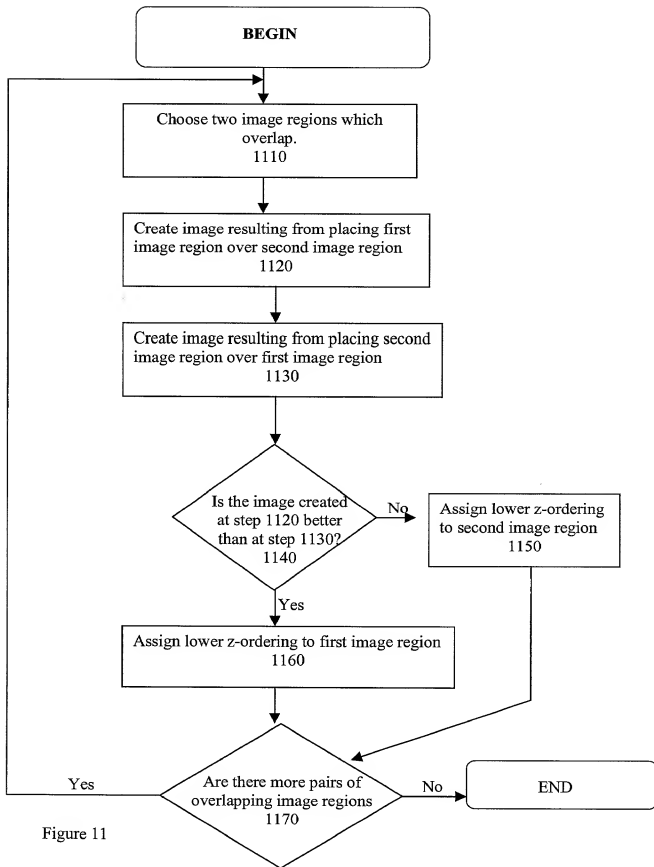 BEGIN
Choose two image regions which
overlap.
1110
Create image resulting from placing first
image region over second image region
1120
Create image resulting from placing second
image region over first image region
1130
Is the image created
at step 1120 better
than at step 1130?
1140
No
Assign lower z-ordering
to second image region
1150
Yes
Assign lower z-ordering to first image region
1160
Are there more pairs of
overlapping image regions
1170
Yes
No
END
Figure 11